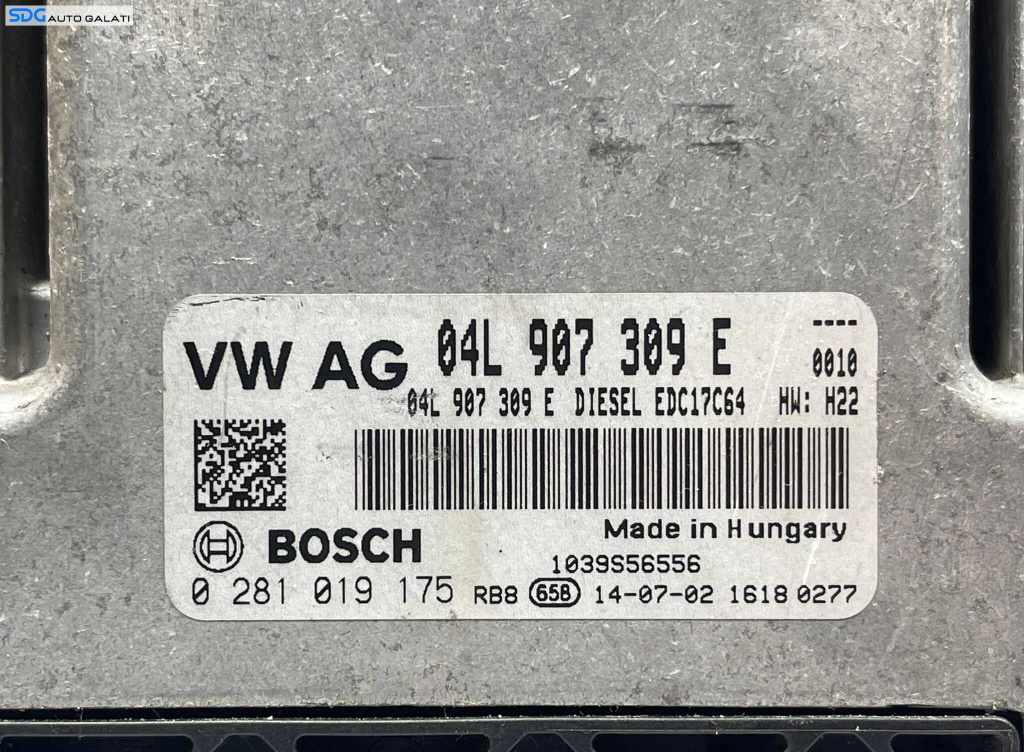 SDG AUTO GALATI
VW AG 04L 907 309 E ----
0010
04L 907 309 E DIESEL EDC17C64 HW: H22
Made in Hungary
BOSCH
1039S56556
0 281 019 175 RB8 65B 14-07-02 1618 0277